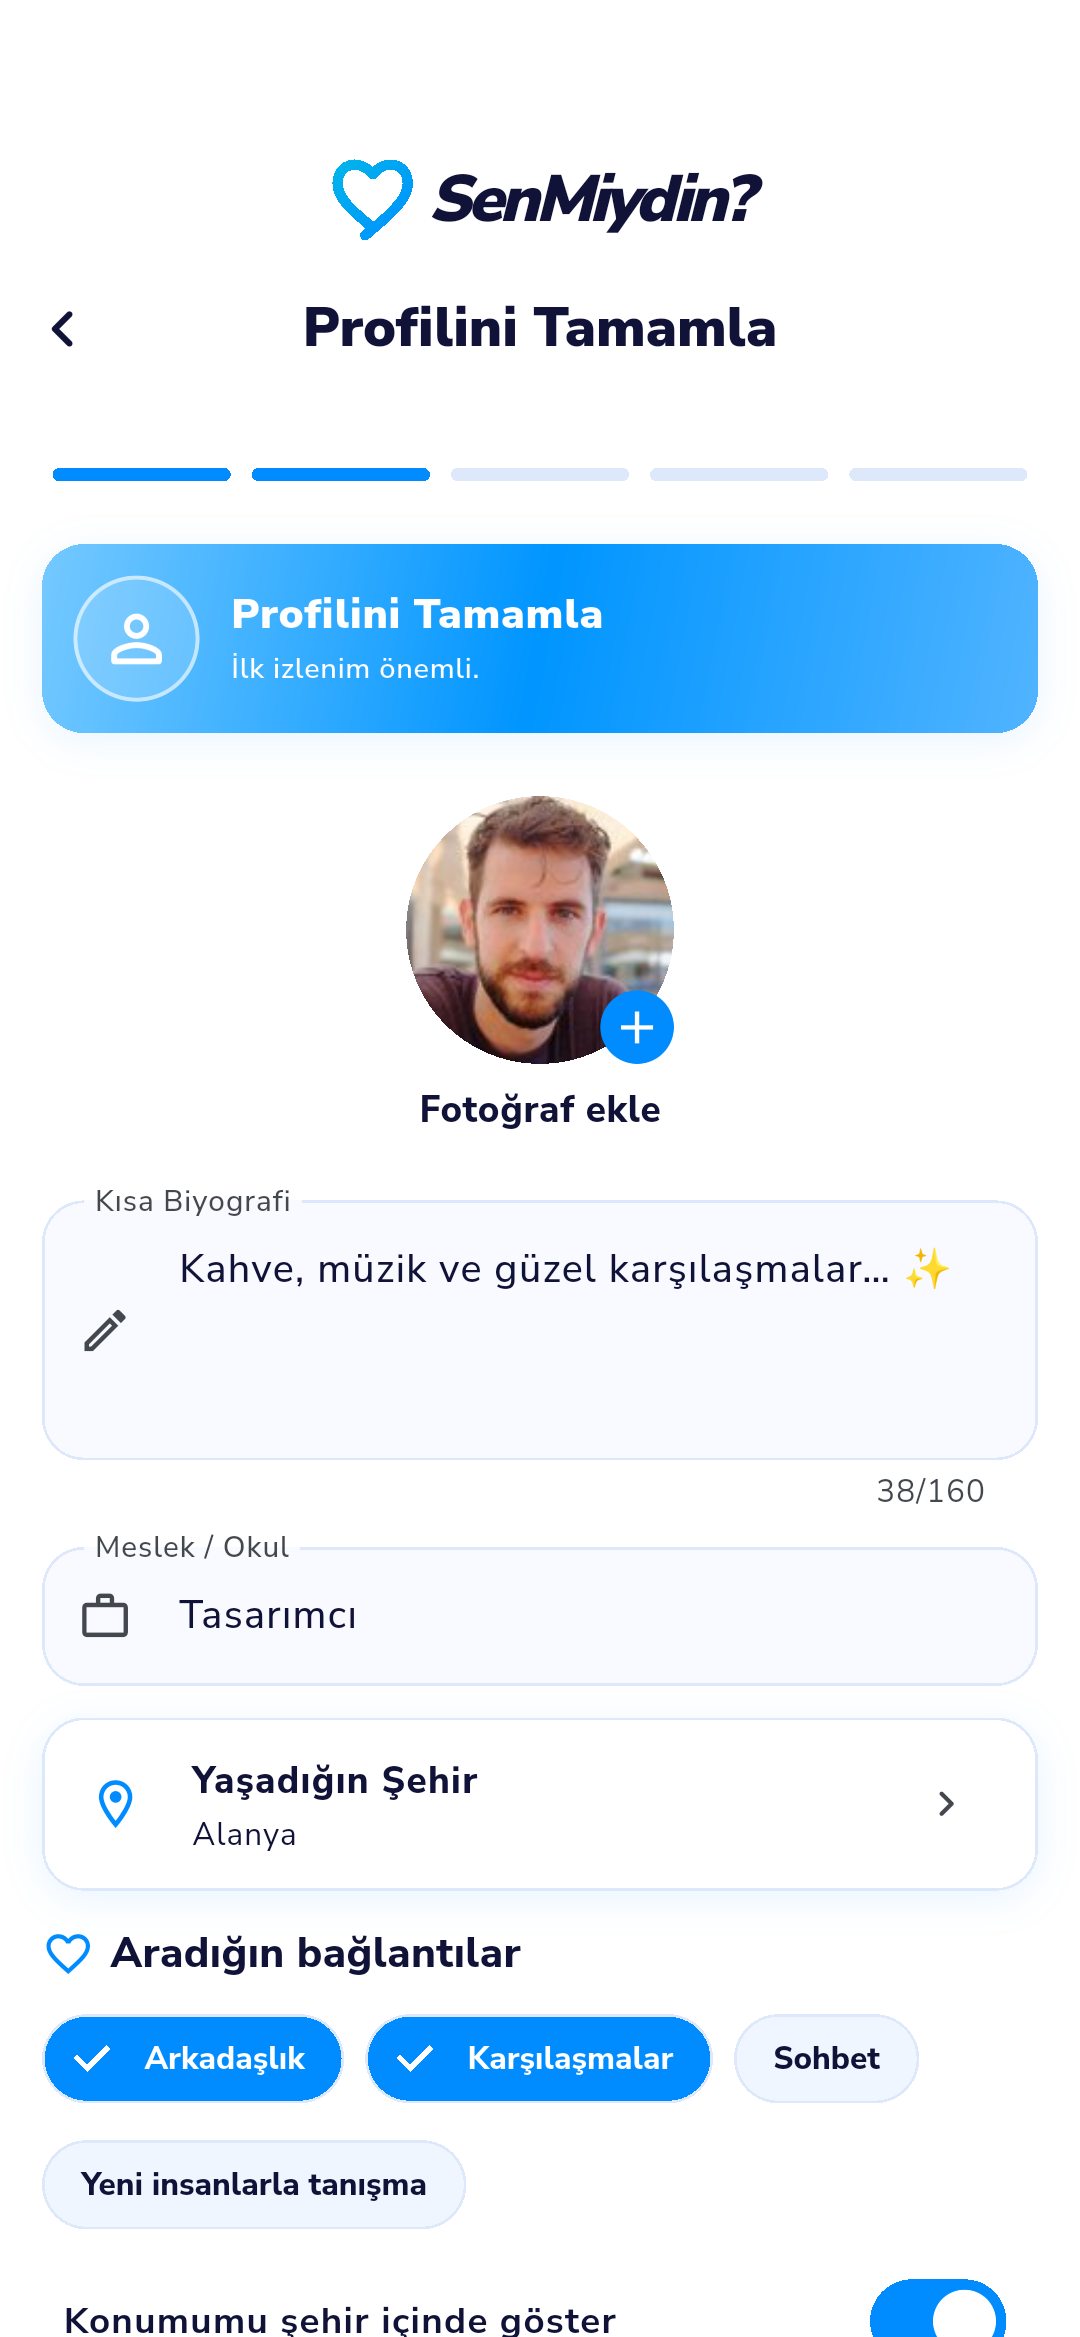 SenMiydin?
Profilini Tamamla
Profilini Tamamla
İlk izlenim önemli.
Fotoğraf ekle
Kısa Biyografi
Kahve, müzik ve güzel karşılaşmalar... ✨
38/160
Meslek / Okul
Tasarımcı
Yaşadığın Şehir
Alanya
Aradığın bağlantılar
Arkadaşlık
Karşılaşmalar
Sohbet
Yeni insanlarla tanışma
Konumumu şehir içinde göster